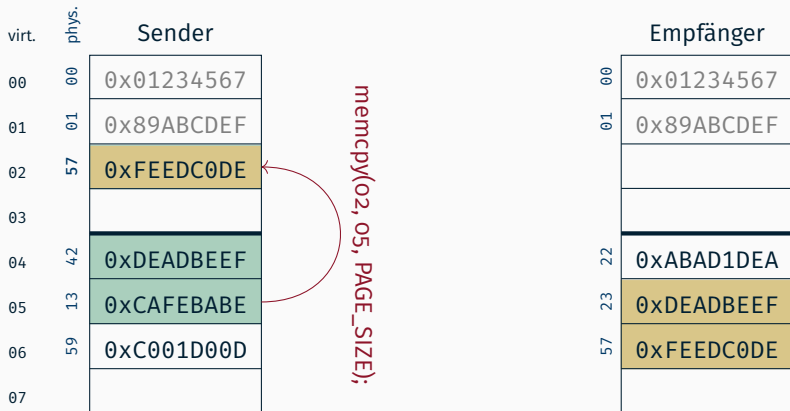 virt. phys. Sender Empfänger
00 00 0x01234567 00 0x01234567
01 01 0x89ABCDEF 01 0x89ABCDEF
02 57 0xFEEDC0DE
03
04 42 0xDEADBEEF 22 0xABAD1DEA
05 13 0xCAFEBABE 23 0xDEADBEEF
06 59 0xC001D00D 57 0xFEEDC0DE
07
memcpy(02, 05, PAGE_SIZE);